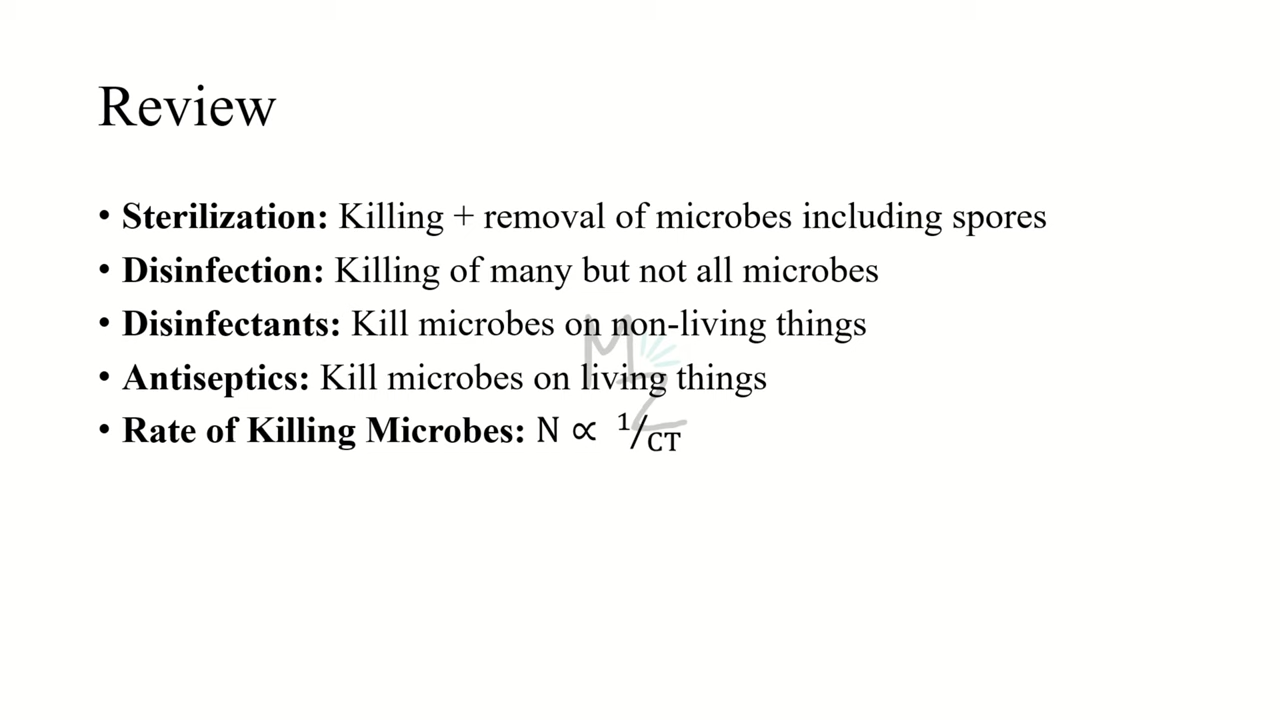 Review
• Sterilization: Killing + removal of microbes including spores
• Disinfection: Killing of many but not all microbes
• Disinfectants: Kill microbes on non-living things
• Antiseptics: Kill microbes on living things
• Rate of Killing Microbes: N ∝ 1/CT
MZ